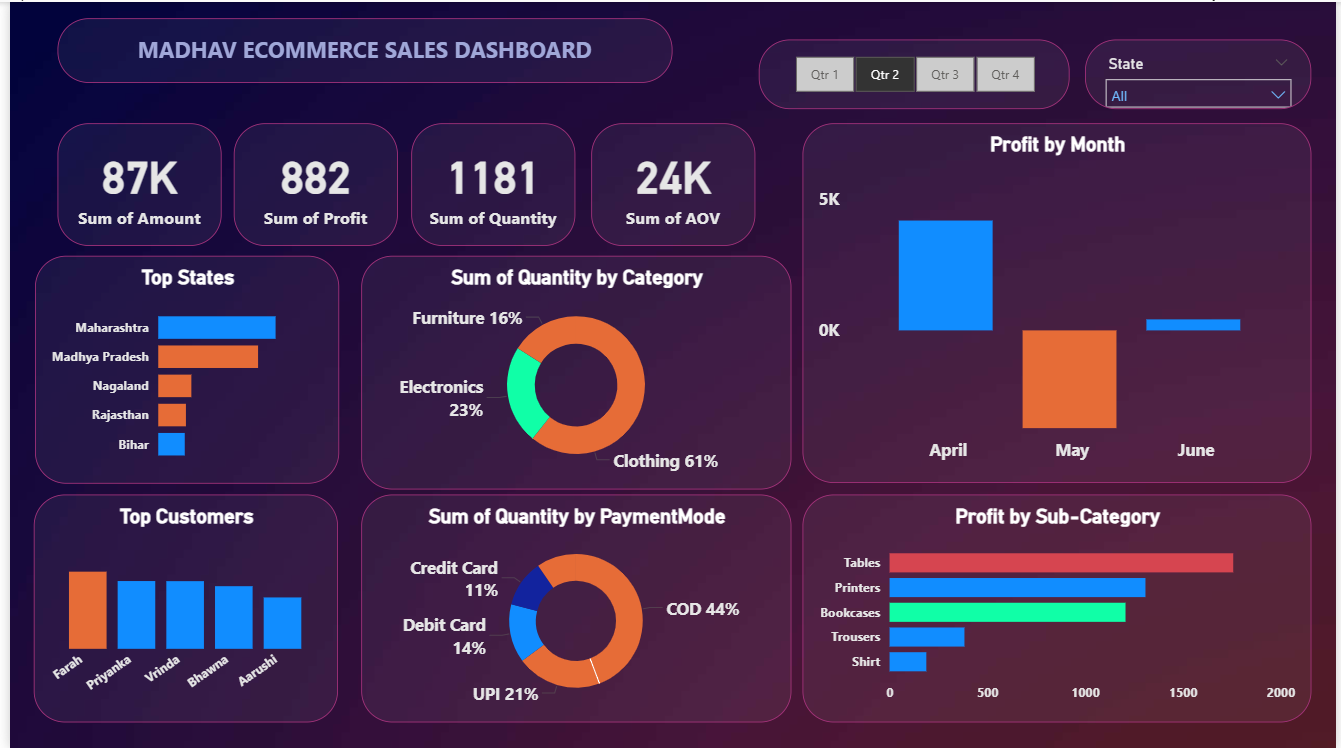 MADHAV ECOMMERCE SALES DASHBOARD
Qtr 1
Qtr 2
Qtr 3
Qtr 4
State
All
87K
Sum of Amount
882
Sum of Profit
1181
Sum of Quantity
24K
Sum of AOV
Profit by Month
5K
0K
April
May
June
Top States
Maharashtra
Madhya Pradesh
Nagaland
Rajasthan
Bihar
Sum of Quantity by Category
Furniture 16%
Electronics
23%
Clothing 61%
Top Customers
Farah
Priyanka
Vrinda
Bhawna
Aarushi
Sum of Quantity by PaymentMode
Credit Card
11%
Debit Card
14%
UPI 21%
COD 44%
Profit by Sub-Category
Tables
Printers
Bookcases
Trousers
Shirt
0
500
1000
1500
2000